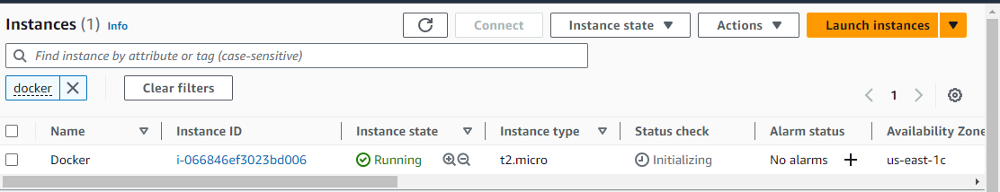 Instances (1) Info
Connect
Instance state
Actions
Launch instances
Find instance by attribute or tag (case-sensitive)
docker
Clear filters
1
Name Instance ID Instance state Instance type Status check Alarm status Availability Zone
Docker i-066846ef3023bd006 Running t2.micro Initializing No alarms us-east-1c